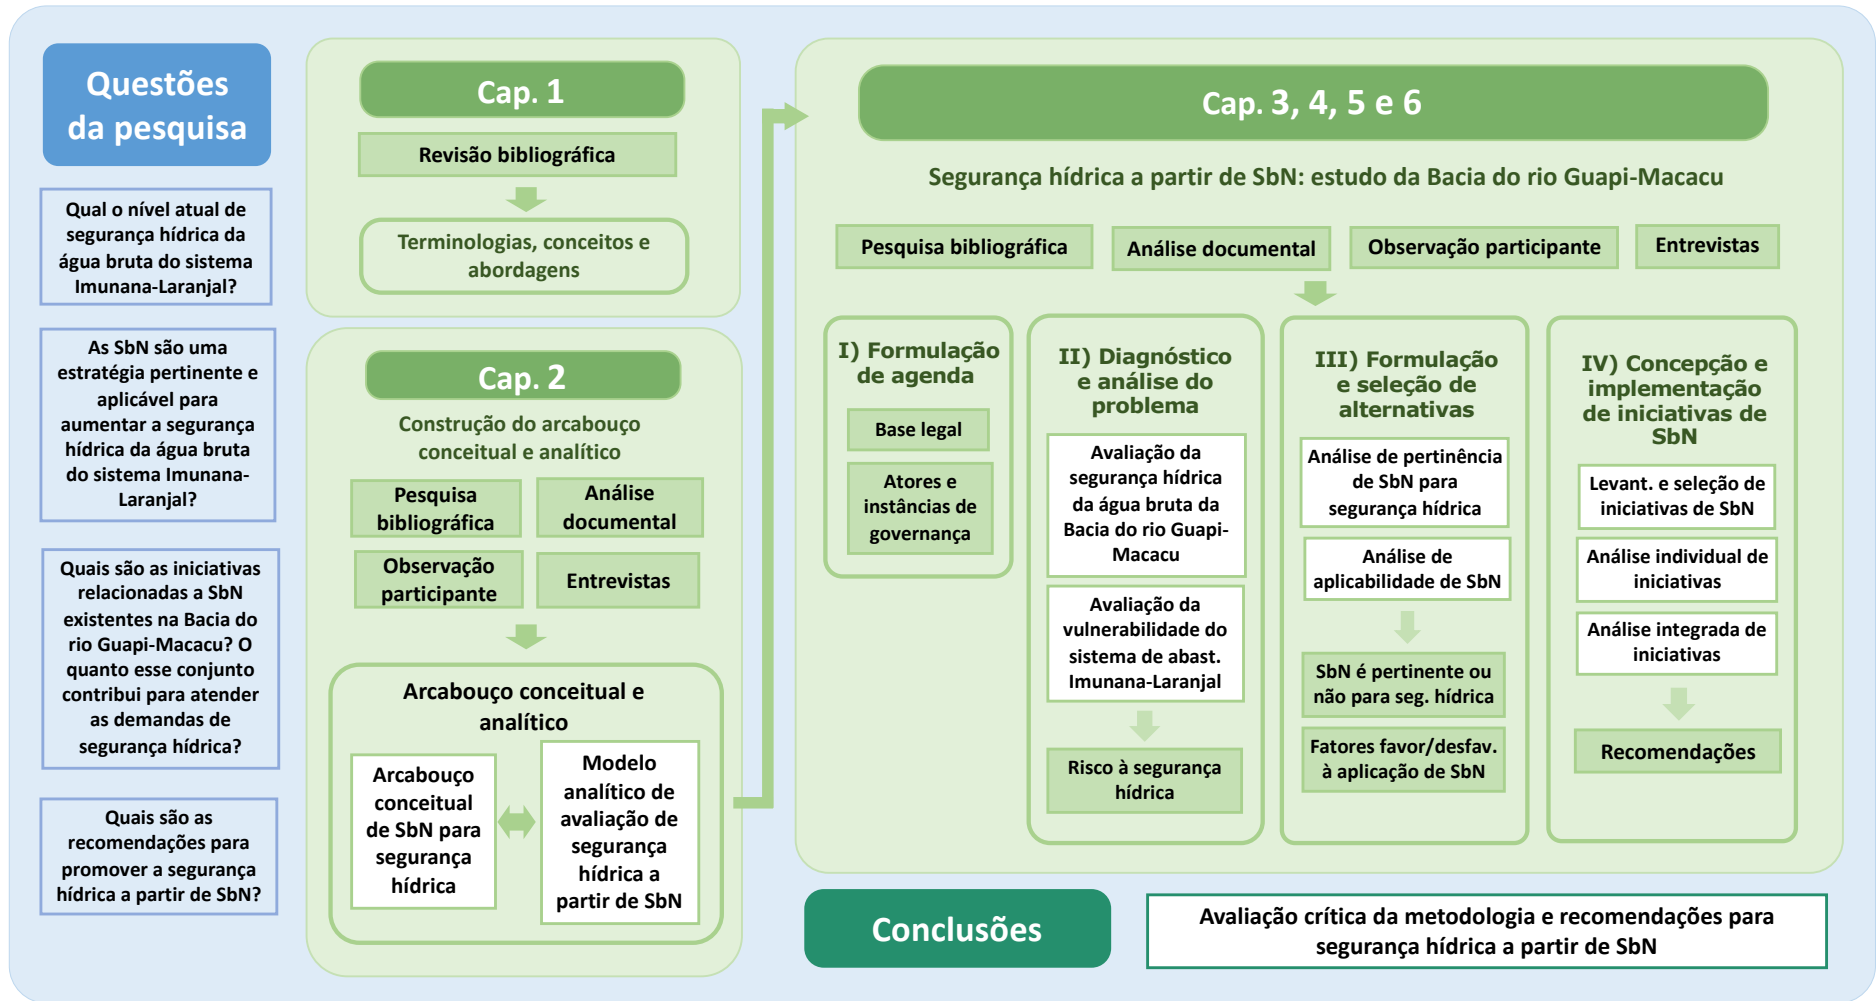 Questões
da pesquisa
Qual o nível atual de
segurança hídrica da
água bruta do sistema
Imunana-Laranjal?
As SbN são uma
estratégia pertinente e
aplicável para
aumentar a segurança
hídrica da água bruta
do sistema Imunana-
Laranjal?
Quais são as iniciativas
relacionadas a SbN
existentes na Bacia do
rio Guapi-Macacu? O
quanto esse conjunto
contribui para atender
as demandas de
segurança hídrica?
Quais são as
recomendações para
promover a segurança
hídrica a partir de SbN?
Cap. 1
Revisão bibliográfica
Terminologias, conceitos e
abordagens
Cap. 2
Construção do arcabouço
conceitual e analítico
Pesquisa
bibliográfica
Análise
documental
Observação
participante
Entrevistas
Arcabouço conceitual e
analítico
Arcabouço
conceitual
de SbN para
segurança
hídrica
Modelo
analítico de
avaliação de
segurança
hídrica a
partir de SbN
Cap. 3, 4, 5 e 6
Segurança hídrica a partir de SbN: estudo da Bacia do rio Guapi-Macacu
Pesquisa bibliográfica
Análise documental
Observação participante
Entrevistas
I) Formulação
de agenda
Base legal
Atores e
instâncias de
governança
II) Diagnóstico
e análise do
problema
Avaliação da
segurança hídrica
da água bruta da
Bacia do rio Guapi-
Macacu
Avaliação da
vulnerabilidade do
sistema de abast.
Imunana-Laranjal
Risco à segurança
hídrica
III) Formulação
e seleção de
alternativas
Análise de pertinência
de SbN para
segurança hídrica
Análise de
aplicabilidade de SbN
SbN é pertinente ou
não para seg. hídrica
Fatores favor/desfav.
à aplicação de SbN
IV) Concepção e
implementação
de iniciativas de
SbN
Levant. e seleção de
iniciativas de SbN
Análise individual de
iniciativas
Análise integrada de
iniciativas
Recomendações
Conclusões
Avaliação crítica da metodologia e recomendações para
segurança hídrica a partir de SbN